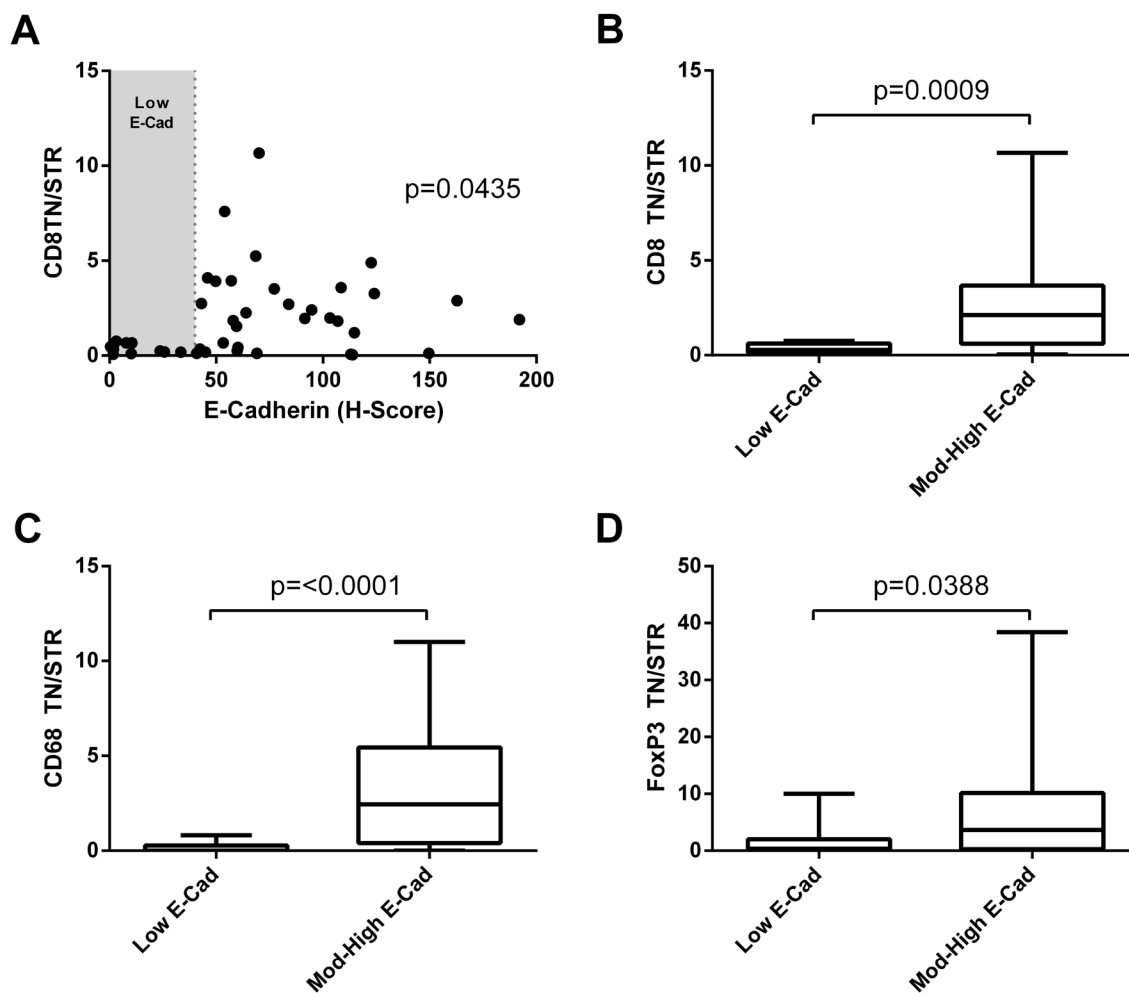 A
15
10
5
0
CD8TN/STR
Low
E-Cad
p=0.0435
0 50 100 150 200
E-Cadherin (H-Score)
B
15
10
5
0
CD8 TN/STR
p=0.0009
Low E-Cad
Mod-High E-Cad
C
15
10
5
0
CD68 TN/STR
p=<0.0001
Low E-Cad
Mod-High E-Cad
D
50
40
30
20
10
0
FoxP3 TN/STR
p=0.0388
Low E-Cad
Mod-High E-Cad